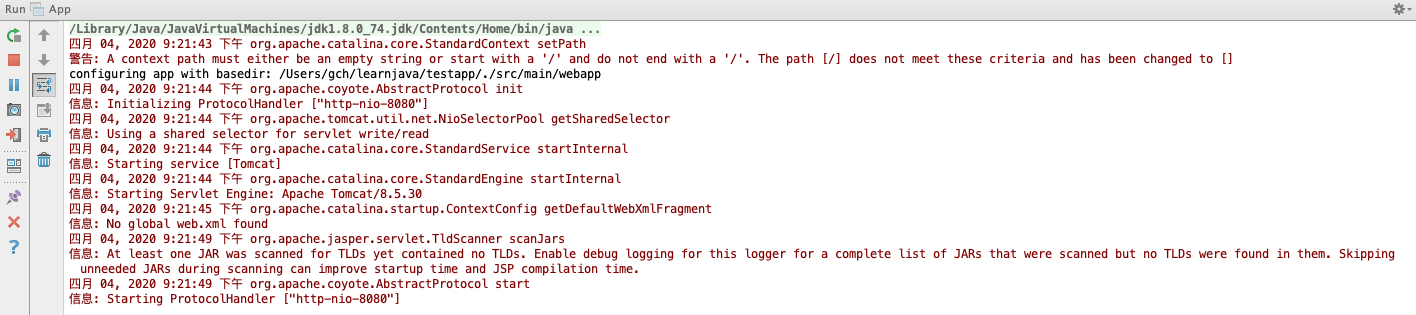 Run App
/Library/Java/JavaVirtualMachines/jdk1.8.0_74.jdk/Contents/Home/bin/java ...
四月 04, 2020 9:21:43 下午 org.apache.catalina.core.StandardContext setPath
警告: A context path must either be an empty string or start with a '/' and do not end with a '/'. The path [/] does not meet these criteria and has been changed to []
configuring app with basedir: /Users/gch/learnjava/testapp/./src/main/webapp
四月 04, 2020 9:21:44 下午 org.apache.coyote.AbstractProtocol init
信息: Initializing ProtocolHandler ["http-nio-8080"]
四月 04, 2020 9:21:44 下午 org.apache.tomcat.util.net.NioSelectorPool getSharedSelector
信息: Using a shared selector for servlet write/read
四月 04, 2020 9:21:44 下午 org.apache.catalina.core.StandardService startInternal
信息: Starting service [Tomcat]
四月 04, 2020 9:21:44 下午 org.apache.catalina.core.StandardEngine startInternal
信息: Starting Servlet Engine: Apache Tomcat/8.5.30
四月 04, 2020 9:21:45 下午 org.apache.catalina.startup.ContextConfig getDefaultWebXmlFragment
信息: No global web.xml found
四月 04, 2020 9:21:49 下午 org.apache.jasper.servlet.TldScanner scanJars
信息: At least one JAR was scanned for TLDs yet contained no TLDs. Enable debug logging for this logger for a complete list of JARs that were scanned but no TLDs were found in them. Skipping
unneeded JARs during scanning can improve startup time and JSP compilation time.
四月 04, 2020 9:21:49 下午 org.apache.coyote.AbstractProtocol start
信息: Starting ProtocolHandler ["http-nio-8080"]